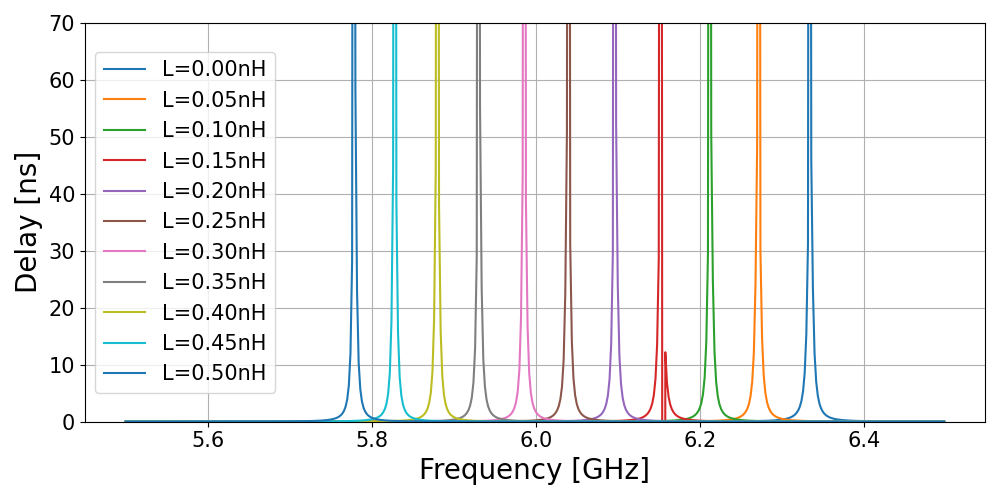 70
60
50
40
30
20
10
0
Delay [ns]
L=0.00nH
L=0.05nH
L=0.10nH
L=0.15nH
L=0.20nH
L=0.25nH
L=0.30nH
L=0.35nH
L=0.40nH
L=0.45nH
L=0.50nH
5.6 5.8 6.0 6.2 6.4
Frequency [GHz]